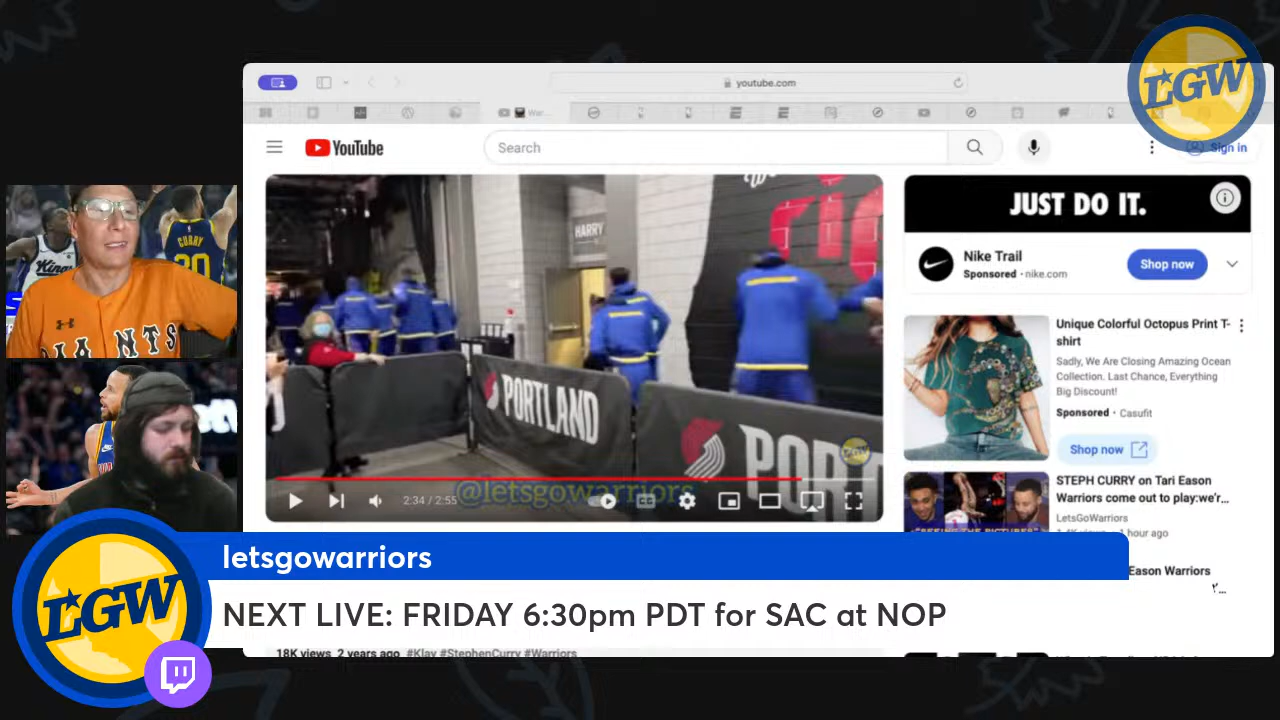 youtube.com
War...
LGW
YouTube
Search
Sign in
HARRY
JUST DO IT.
Nike Trail
Sponsored · nike.com
Shop now
CURRY
30
Kings
GIANTS
PORTLAND
Unique Colorful Octopus Print T-
shirt
Sadly, We Are Closing Amazing Ocean
Collection. Last Chance, Everything
Big Discount!
Sponsored · Casufit
Shop now
2:34 / 2:55
@letsgowarriors
STEPH CURRY on Tari Eason
Warriors come out to play:we'r...
LetsGoWarriors
1 hour ago
Eason Warriors
letsgowarriors
NEXT LIVE: FRIDAY 6:30pm PDT for SAC at NOP
LGW
18K views 2 years ago #Klay #StephenCurry #Warriors